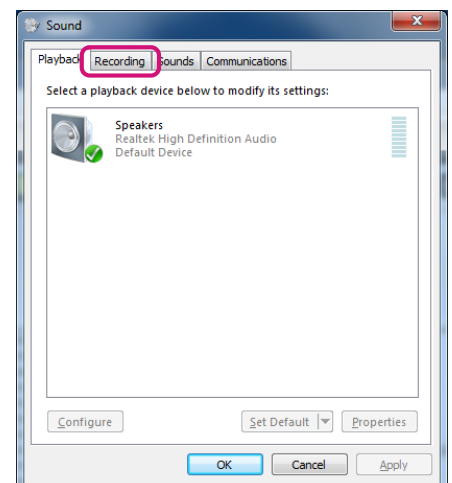 Sound
Playback Recording Sounds Communications
Select a playback device below to modify its settings:
Speakers
Realtek High Definition Audio
Default Device
Configure Set Default Properties
OK Cancel Apply